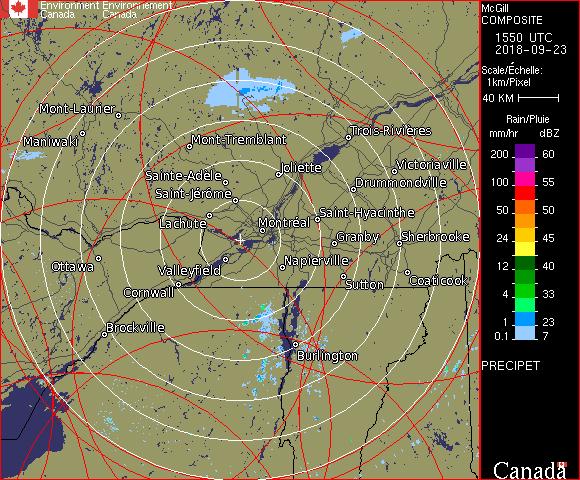 Environment Environnement
Canada Canada
McGill
COMPOSITE
1550 UTC
2018-09-23
Scale/Échelle:
1km/Pixel
40 KM
Rain/Pluie
mm/hr dBZ
200 60
100 55
50 50
24 45
12 40
4 33
1 23
0.1 7
PRECIPET
Canada
Mont-Laurier
Maniwaki
Mont-Tremblant
Trois-Rivières
Victoriaville
Joliette
Drummondville
Sainte-Adèle
Saint-Jérôme
Saint-Hyacinthe
Lachute
Montréal
Granby
Sherbrooke
Ottawa
Valleyfield
Napierville
Cornwall
Sutton
Coaticook
Brockville
Burlington